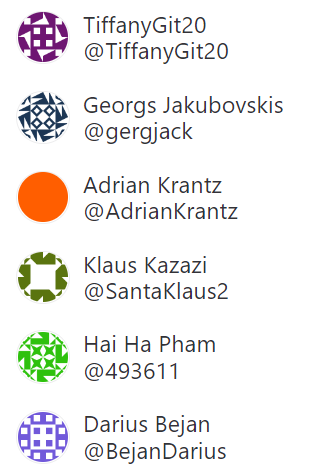 TiffanyGit20
@TiffanyGit20
Georgs Jakubovskis
@gergjack
Adrian Krantz
@AdrianKrantz
Klaus Kazazi
@SantaKlaus2
Hai Ha Pham
@493611
Darius Bejan
@BejanDarius